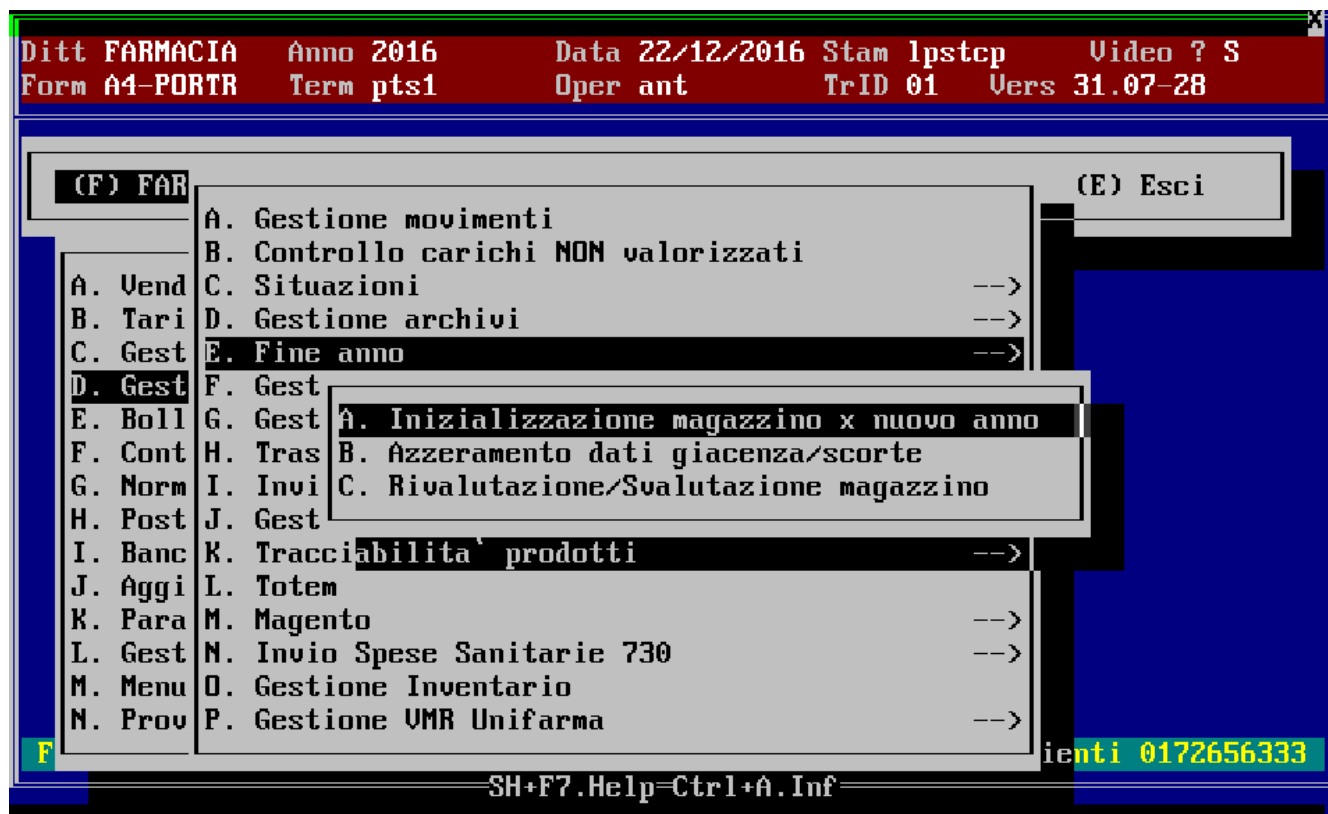 X
Ditt FARMACIA Anno 2016 Data 22/12/2016 Stam lpstcp Video ? S
Form A4-PORTR Term pts1 Oper ant TrID 01 Vers 31.07-28
(F) FAR (E) Esci
A. Gestione movimenti
B. Controllo carichi NON valorizzati
A. Vend C. Situazioni -->
B. Tari D. Gestione archivi -->
C. Gest E. Fine anno -->
D. Gest F. Gest
E. Boll G. Gest A. Inizializzazione magazzino x nuovo anno
F. Cont H. Tras B. Azzeramento dati giacenza/scorte
G. Norm I. Invi C. Rivalutazione/Svalutazione magazzino
H. Post J. Gest
I. Banc K. Tracciabilita` prodotti -->
J. Aggi L. Totem
K. Para M. Magento -->
L. Gest N. Invio Spese Sanitarie 730 -->
M. Menu O. Gestione Inventario
N. Prov P. Gestione VMR Unifarma -->
F ienti 0172656333
SH+F7.Help=Ctrl+A.Inf